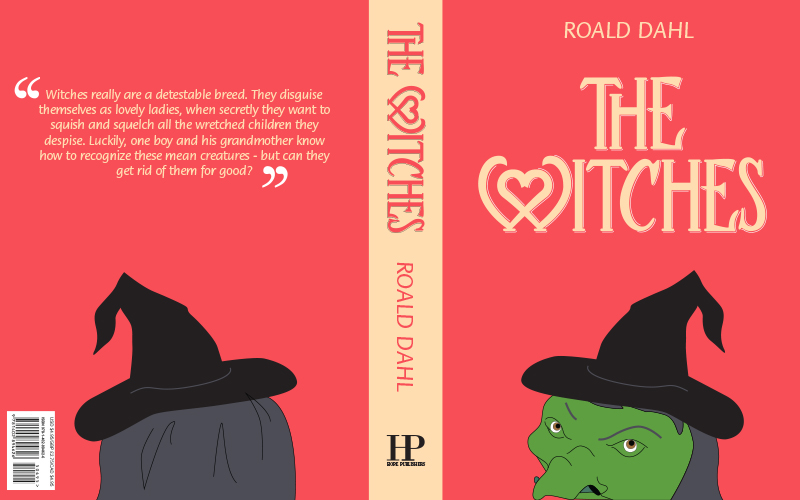 “ Witches really are a detestable breed. They disguise
themselves as lovely ladies, when secretly they want to
squish and squelch all the wretched children they
despise. Luckily, one boy and his grandmother know
how to recognize these mean creatures - but can they
get rid of them for good? ”
THE WITCHES
ROALD DAHL
HP
HOPE PUBLISHERS
ROALD DAHL
THE
WITCHES